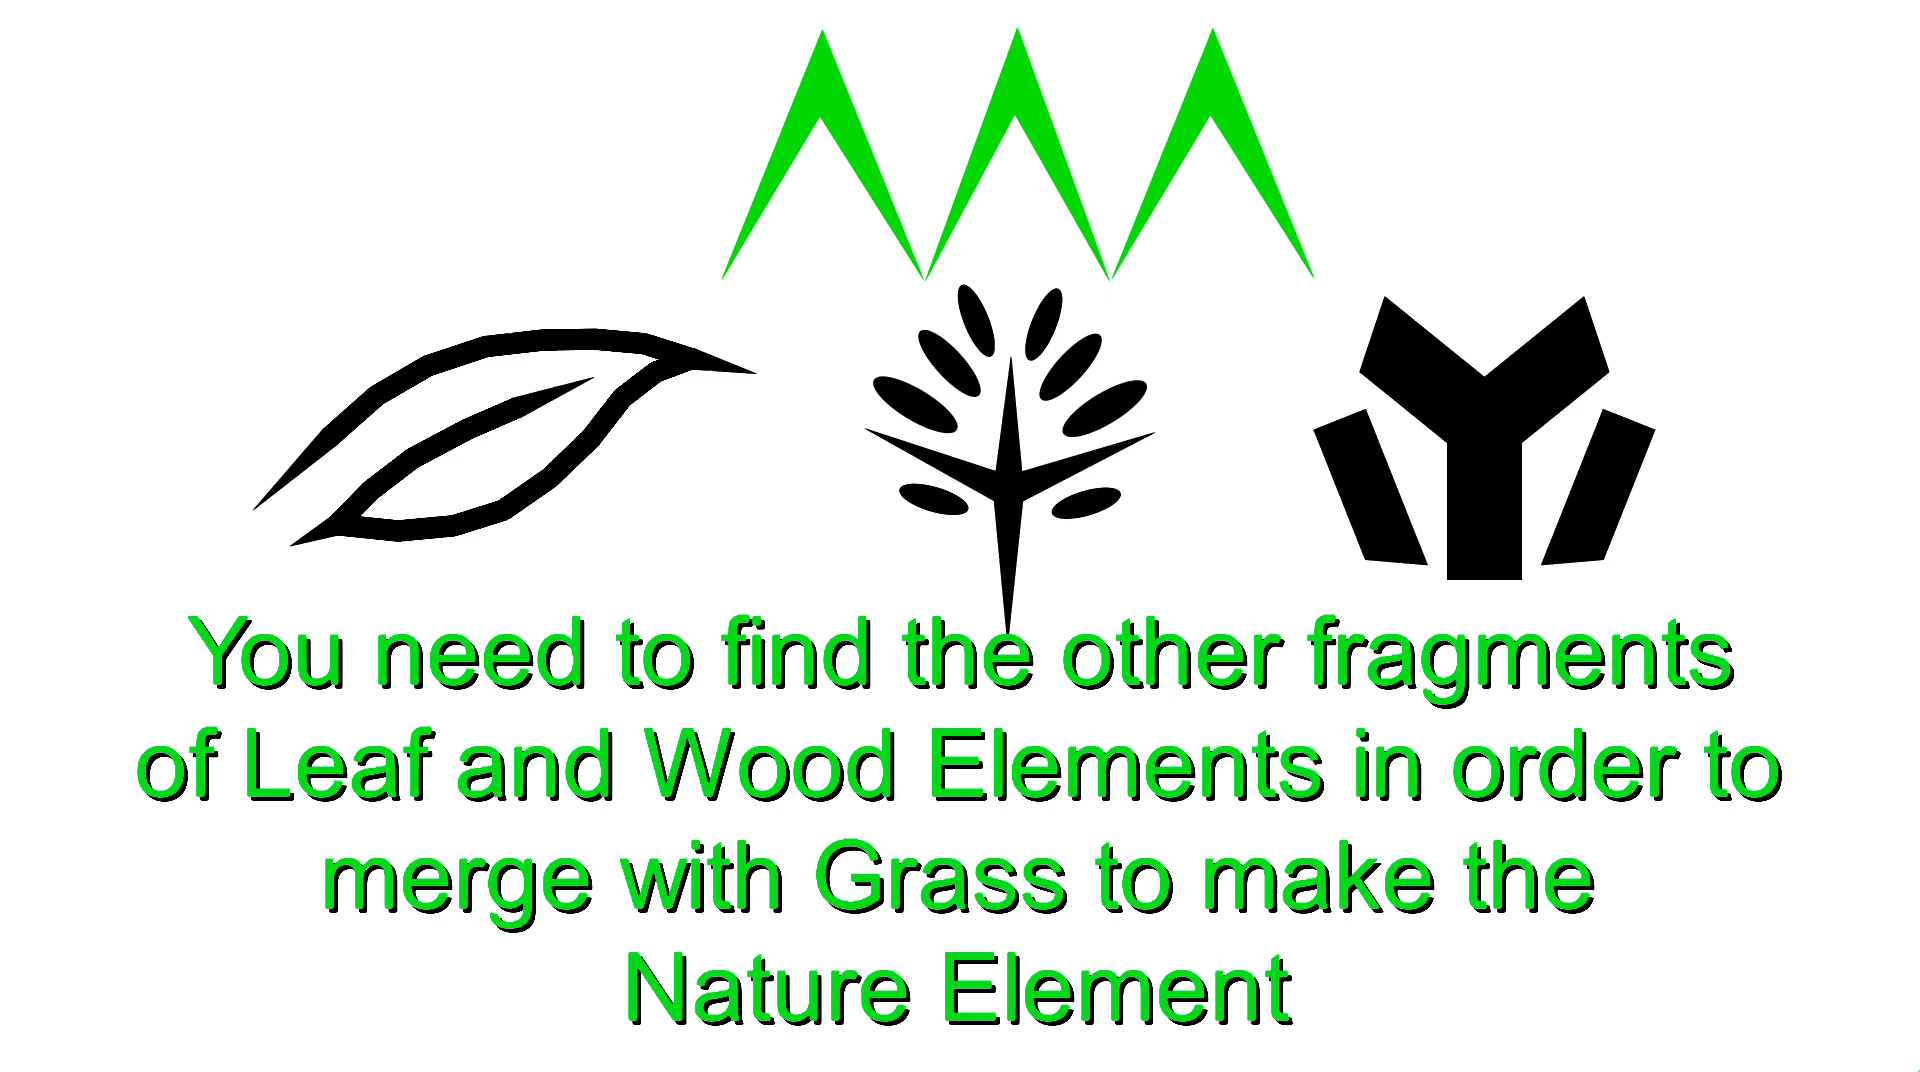 You need to find the other fragments
of Leaf and Wood Elements in order to
merge with Grass to make the
Nature Element